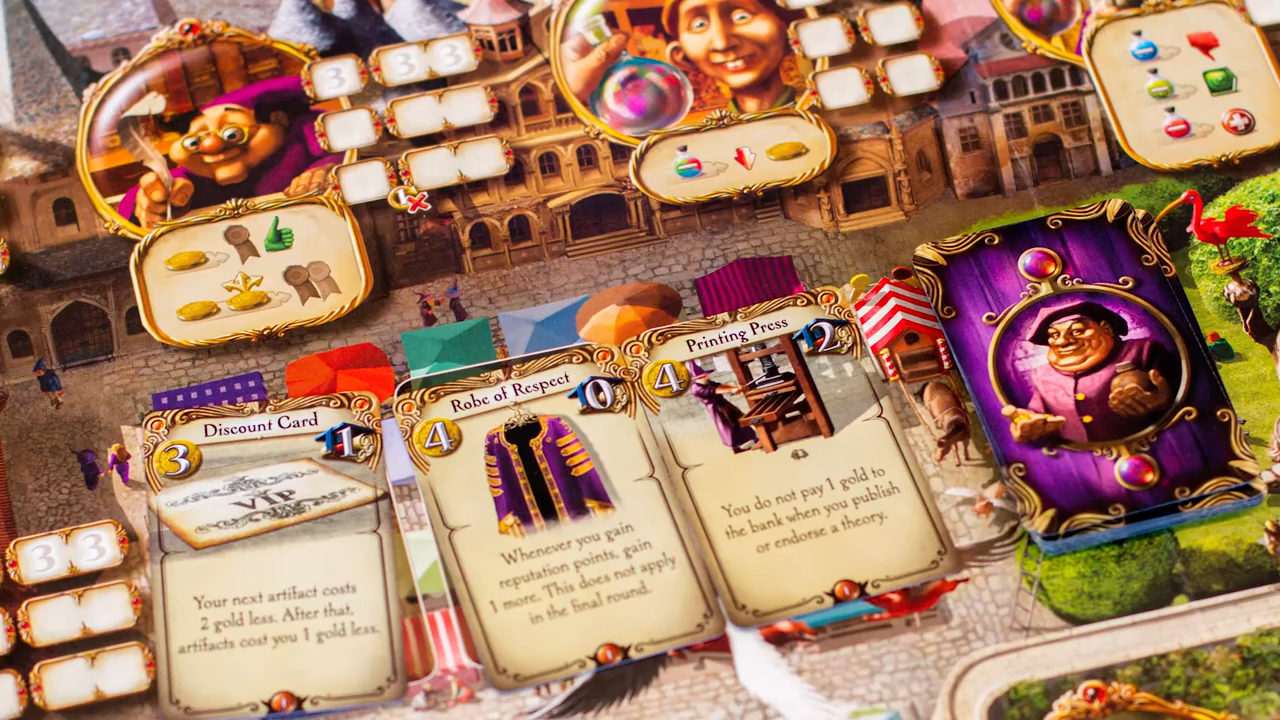 3
3 3
3 3
Discount Card
3
1
VIP
Your next artifact costs
2 gold less. After that,
artifacts cost you 1 gold less.
Robe of Respect
4
0
Whenever you gain
reputation points, gain
1 more. This does not apply
in the final round.
Printing Press
4
2
You do not pay 1 gold to
the bank when you publish
or endorse a theory.